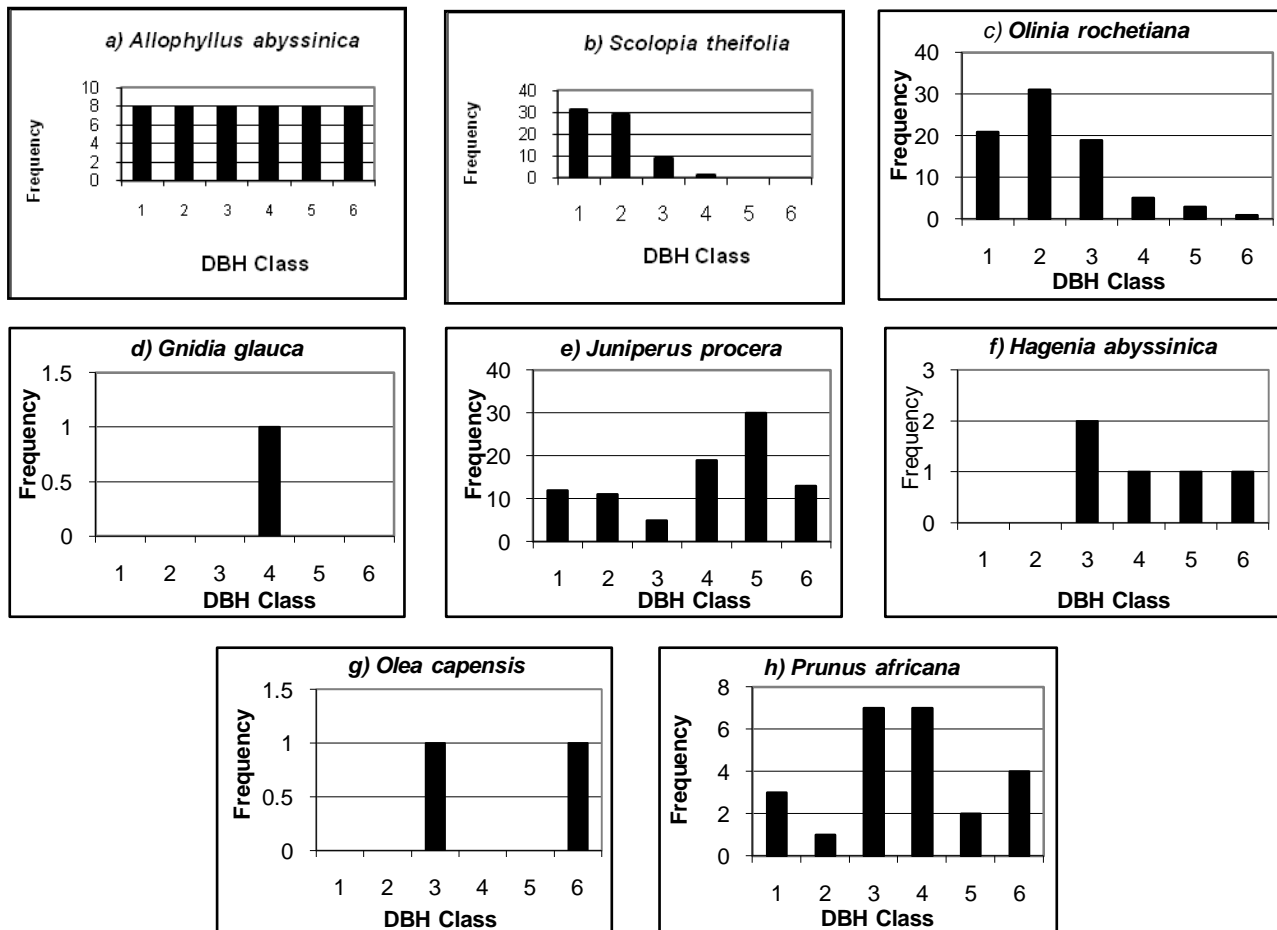 a) Allophyllus abyssinica
Frequency
10
8
6
4
2
0
1 2 3 4 5 6
DBH Class
b) Scolopia theifolia
Frequency
40
30
20
10
0
1 2 3 4 5 6
DBH Class
c) Olinia rochetiana
Frequency
40
30
20
10
0
1 2 3 4 5 6
DBH Class
d) Gnidia glauca
Frequency
1.5
1
0.5
0
1 2 3 4 5 6
DBH Class
e) Juniperus procera
Frequency
40
30
20
10
0
1 2 3 4 5 6
DBH Class
f) Hagenia abyssinica
Frequency
3
2
1
0
1 2 3 4 5 6
DBH Class
g) Olea capensis
Frequency
1.5
1
0.5
0
1 2 3 4 5 6
DBH Class
h) Prunus africana
Frequency
8
6
4
2
0
1 2 3 4 5 6
DBH Class